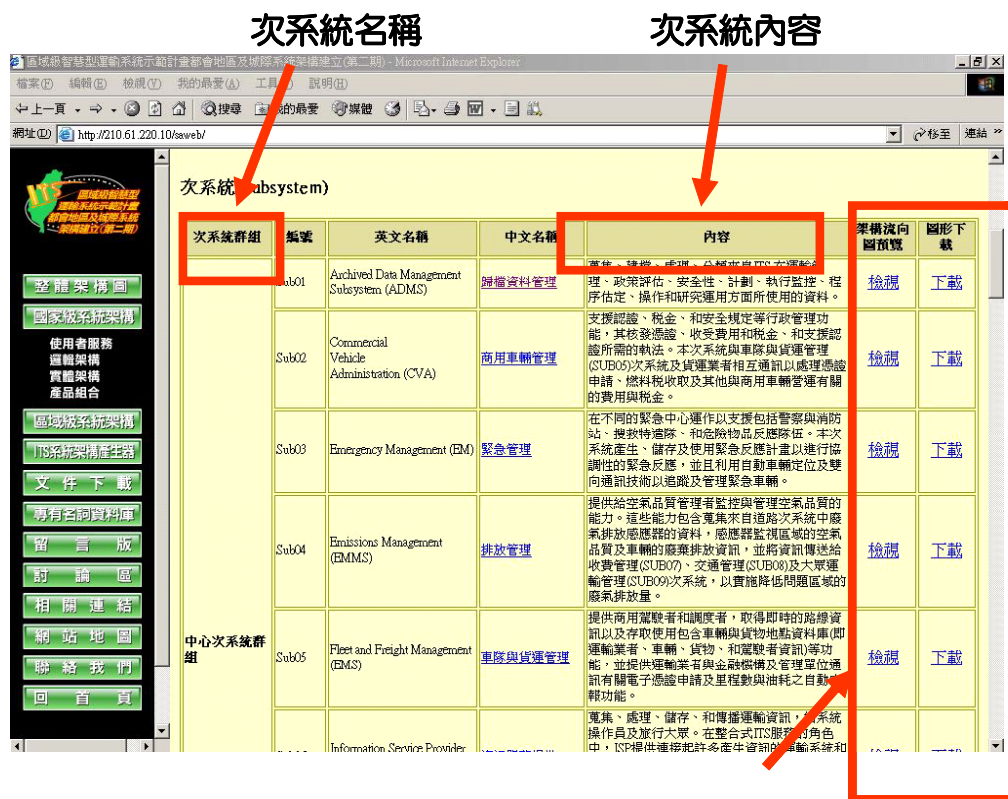 次系統名稱
次系統內容
區域級智慧型運輸系統示範計畫都會地區及城際系統架構建立(第二期) - Microsoft Internet Explorer
檔案(F) 編輯(E) 檢視(V) 我的最愛(A) 工具(T) 說明(H)
上一頁 搜尋 我的最愛 媒體
網址(D) http://210.61.220.10/saweb/ 移至 連結 »
ITS 區域級智慧型
運輸系統示範計畫
都會地區及城際系統
架構建立(第二期)
整體架構圖
國家級系統架構
使用者服務
邏輯架構
實體架構
產品組合
區域級系統架構
ITS系統架構產生器
文件下載
專有名詞資料庫
留言版
討論區
相關連結
網站地圖
聯絡我們
回首頁
次系統(Subsystem)
次系統群組 編號 英文名稱 中文名稱 內容 架構流向圖預覽 圖形下載
中心次系統群組
Sub01 Archived Data Management Subsystem (ADMS) 歸檔資料管理
理、政策評估、安全性、計劃、執行監控、程
序估定、操作和研究運用方面所使用的資料。
檢視 下載
Sub02 Commercial Vehicle Administration (CVA) 商用車輛管理
支援認證、稅金、和安全規定等行政管理功
能，其核發憑證、收受費用和稅金、和支援認
證所需的執法。本次系統與車隊與貨運管理
(SUB05)次系統及貨運業者相互通訊以處理憑證
申請、燃料稅收取及其他與商用車輛營運有關
的費用與稅金。
檢視 下載
Sub03 Emergency Management (EM) 緊急管理
在不同的緊急中心運作以支援包括警察與消防
站、搜救特遣隊、和危險物品反應隊伍。本次
系統產生、儲存及使用緊急反應計畫以進行協
調性的緊急反應，並且利用自動車輛定位及雙
向通訊技術以追蹤及管理緊急車輛。
檢視 下載
Sub04 Emissions Management (EMMS) 排放管理
提供給空氣品質管理者監控與管理空氣品質的
能力。這些能力包含蒐集來自道路次系統中廢
氣排放感應器的資料，感應器監視區域的空氣
品質及車輛的廢棄排放資訊，並將資訊傳送給
收費管理(SUB07)、交通管理(SUB08)及大眾運
輸管理(SUB09)次系統，以實施降低問題區域的
廢氣排放量。
檢視 下載
Sub05 Fleet and Freight Management (EMS) 車隊與貨運管理
提供商用駕駛者和調度者，取得即時的路線資
訊以及存取使用包含車輛與貨物地點資料庫(即
運輸業者、車輛、貨物、和駕駛者資訊)等功
能，並提供運輸業者與金融機構及管理單位通
訊有關電子憑證申請及里程數與油耗之自動
報功能。
檢視 下載
Information Service Provider
蒐集、處理、儲存、和傳播運輸資訊，
操作員及旅行大眾。在整合式ITS服務的角色
中，ISP提供連接起許多產生資訊的運輸系統和